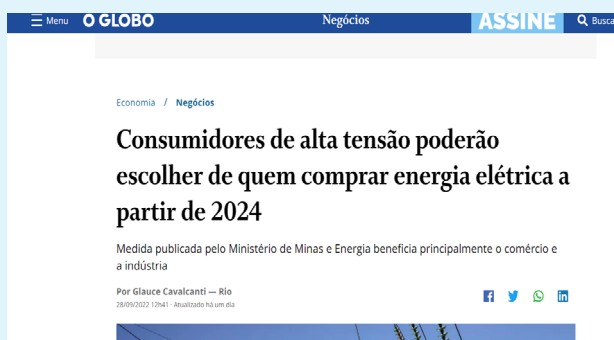 Menu O GLOBO Negócios ASSINE Busca
Economia / Negócios
Consumidores de alta tensão poderão
escolher de quem comprar energia elétrica a
partir de 2024
Medida publicada pelo Ministério de Minas e Energia beneficia principalmente o comércio e
a indústria
Por Glauce Cavalcanti — Rio
28/09/2022 12h41 · Atualizado há um dia